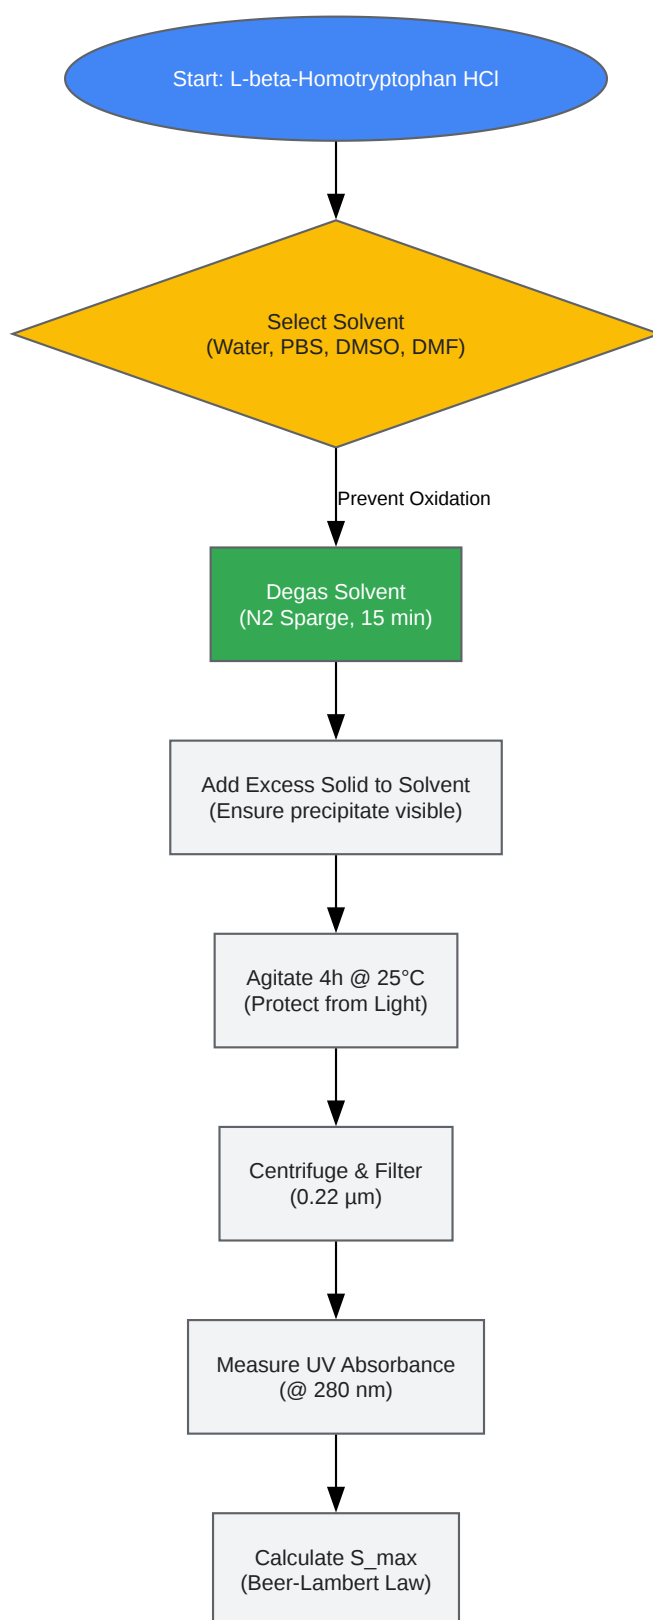 Start: L-beta-Homotryptophan HCl
Select Solvent
(Water, PBS, DMSO, DMF)
Prevent Oxidation
Degas Solvent
(N2 Sparge, 15 min)
Add Excess Solid to Solvent
(Ensure precipitate visible)
Agitate 4h @ 25°C
(Protect from Light)
Centrifuge & Filter
(0.22 µm)
Measure UV Absorbance
(@ 280 nm)
Calculate S_max
(Beer-Lambert Law)